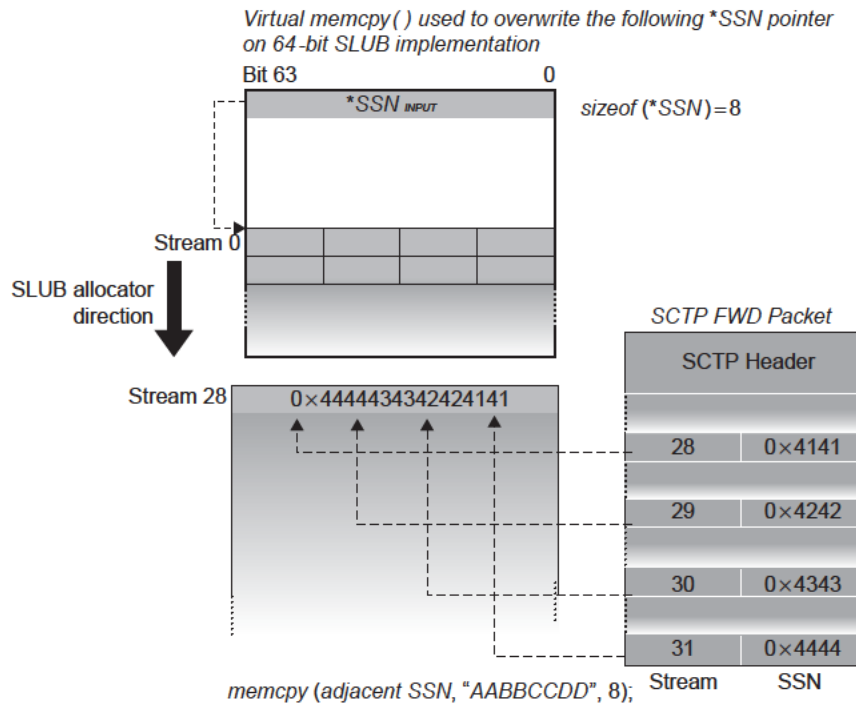 Virtual memcpy( ) used to overwrite the following *SSN pointer
on 64-bit SLUB implementation
Bit 63 0
*SSN INPUT
sizeof (*SSN)=8
Stream 0
SLUB allocator
direction
SCTP FWD Packet
SCTP Header
Stream 28
0×4444434342424141
28 0×4141
29 0×4242
30 0×4343
31 0×4444
Stream SSN
memcpy (adjacent SSN, “AABBCCDD”, 8);